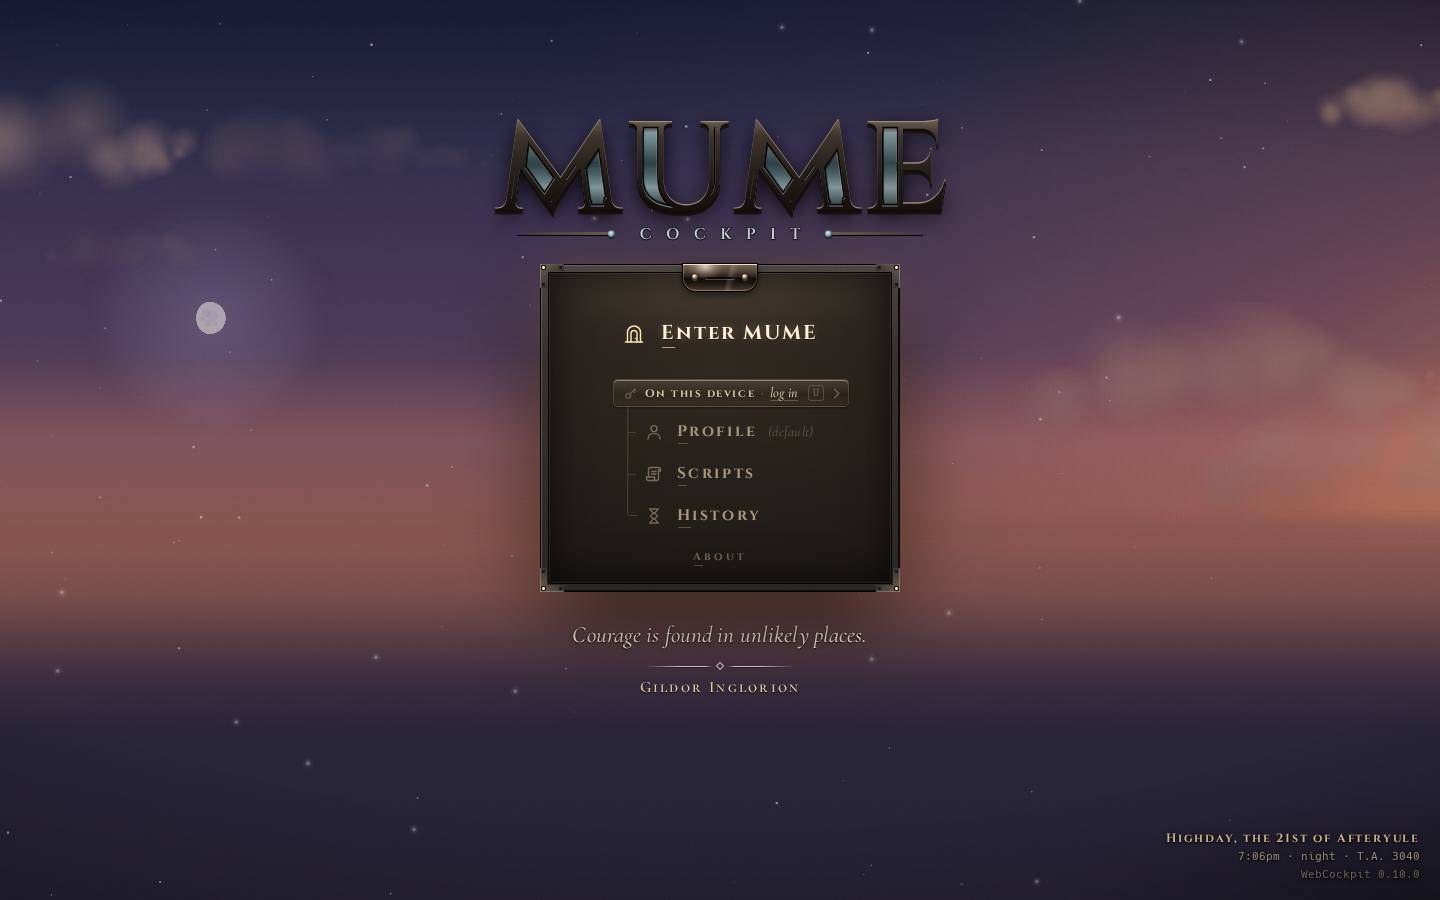 MUME
COCKPIT
Enter MUME
On this device · log in U
Profile (default)
Scripts
History
About
Courage is found in unlikely places.
Gildor Inglorion
Highday, the 21st of Afteryule
7:06pm · night · T.A. 3040
WebCockpit 0.10.0